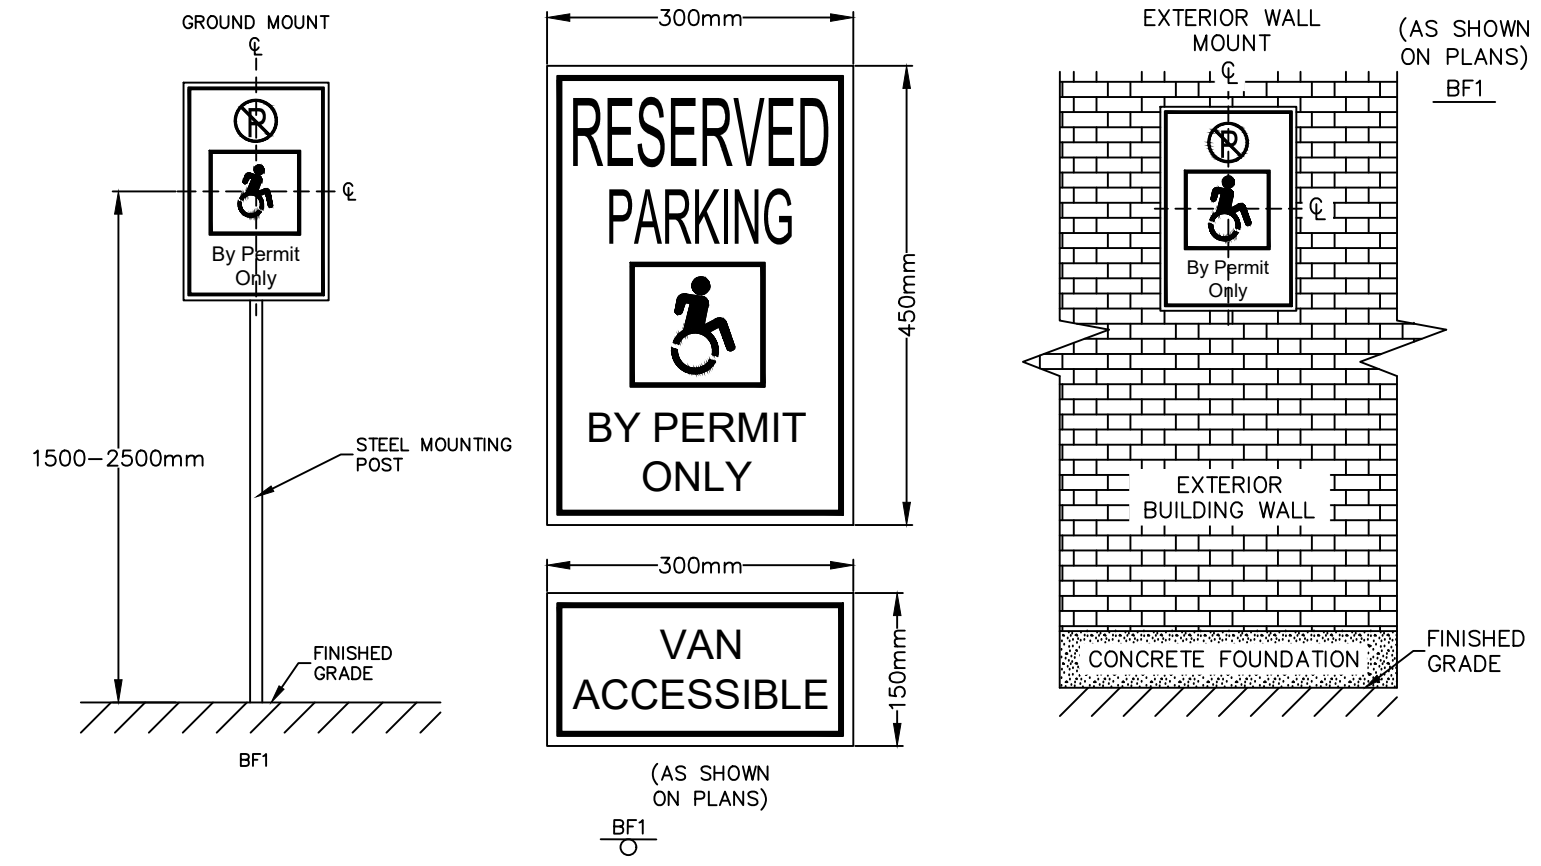 GROUND MOUNT
℄
P
℄
By Permit
Only
1500-2500mm
STEEL MOUNTING
POST
FINISHED
GRADE
BF1
300mm
RESERVED
PARKING
BY PERMIT
ONLY
450mm
300mm
VAN
ACCESSIBLE
150mm
(AS SHOWN
ON PLANS)
BF1
EXTERIOR WALL
MOUNT
℄
(AS SHOWN
ON PLANS)
BF1
P
℄
By Permit
Only
EXTERIOR
BUILDING WALL
CONCRETE FOUNDATION
FINISHED
GRADE